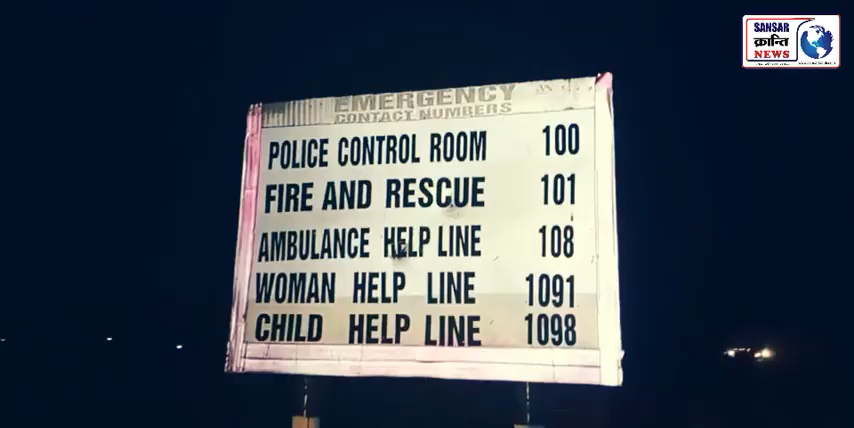 SANSAR
क्रान्ति
NEWS
EMERGENCY
CONTACT NUMBERS
POLICE CONTROL ROOM 100
FIRE AND RESCUE 101
AMBULANCE HELP LINE 108
WOMAN HELP LINE 1091
CHILD HELP LINE 1098